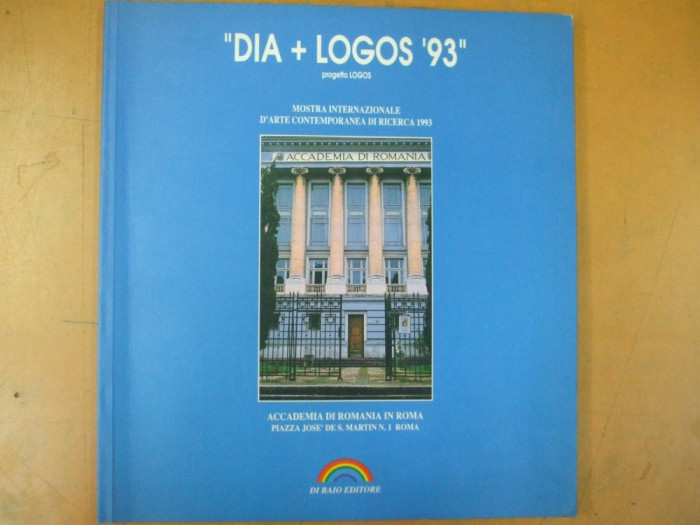 "DIA + LOGOS '93"
progetto LOGOS
MOSTRA INTERNAZIONALE
D'ARTE CONTEMPORANEA DI RICERCA 1993
ACCADEMIA DI ROMANIA
ACCADEMIA DI ROMANIA IN ROMA
PIAZZA JOSE' DE S. MARTIN N. 1 ROMA
DI BAIO EDITORE